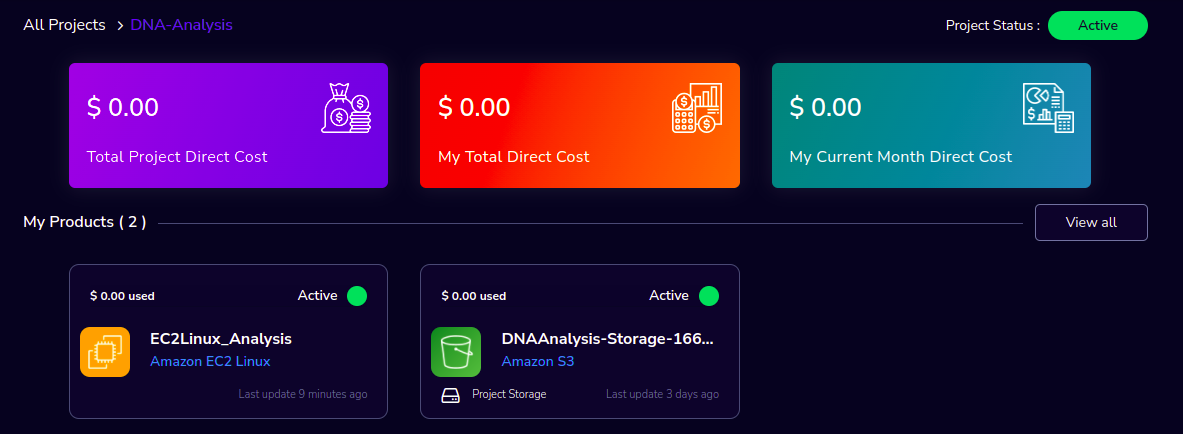 All Projects > DNA-Analysis
Project Status : Active
$ 0.00
Total Project Direct Cost
$ 0.00
My Total Direct Cost
$ 0.00
My Current Month Direct Cost
My Products ( 2 )
View all
$ 0.00 used
Active
EC2Linux_Analysis
Amazon EC2 Linux
Last update 9 minutes ago
$ 0.00 used
Active
DNAAnalysis-Storage-166...
Amazon S3
Project Storage
Last update 3 days ago